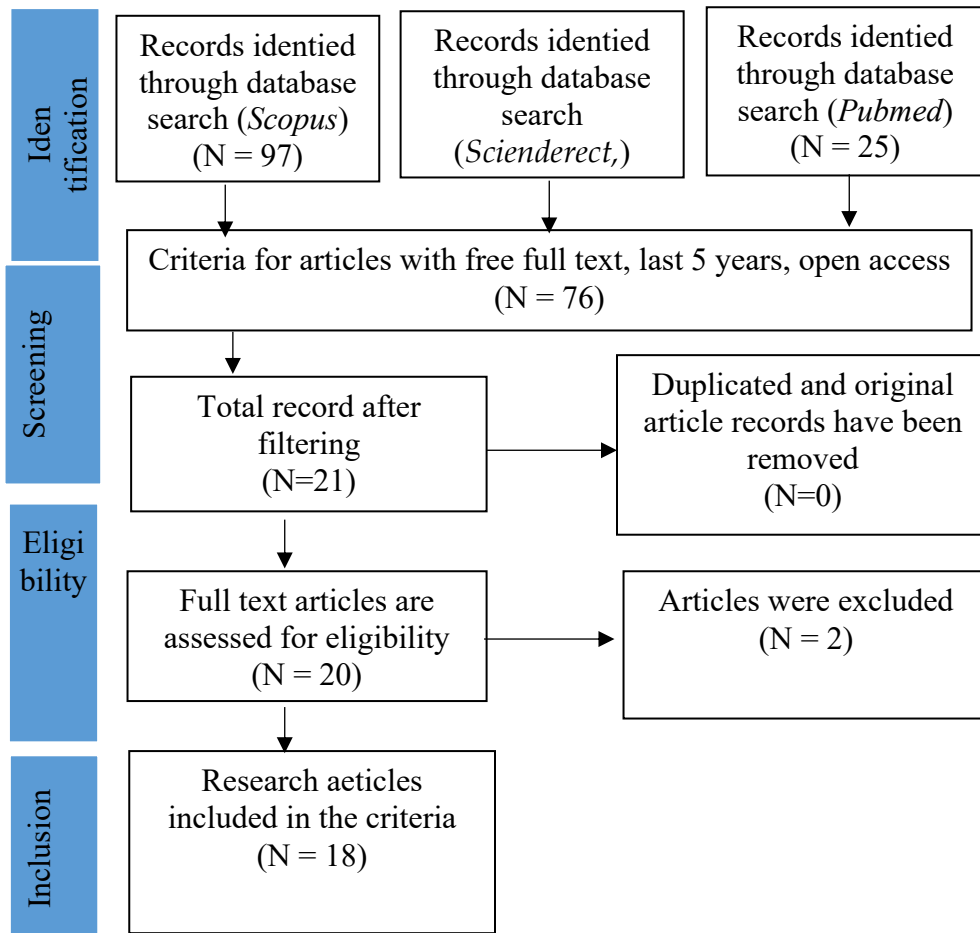 Iden
tification
Records identied
through database
search (Scopus)
(N = 97)
Records identied
through database
search
(Scienderect,)
Records identied
through database
search (Pubmed)
(N = 25)
Criteria for articles with free full text, last 5 years, open access
(N = 76)
Screening
Total record after
filtering
(N=21)
Duplicated and original
article records have been
removed
(N=0)
Eligi
bility
Full text articles are
assessed for eligibility
(N = 20)
Articles were excluded
(N = 2)
Inclusion
Research aeticles
included in the criteria
(N = 18)